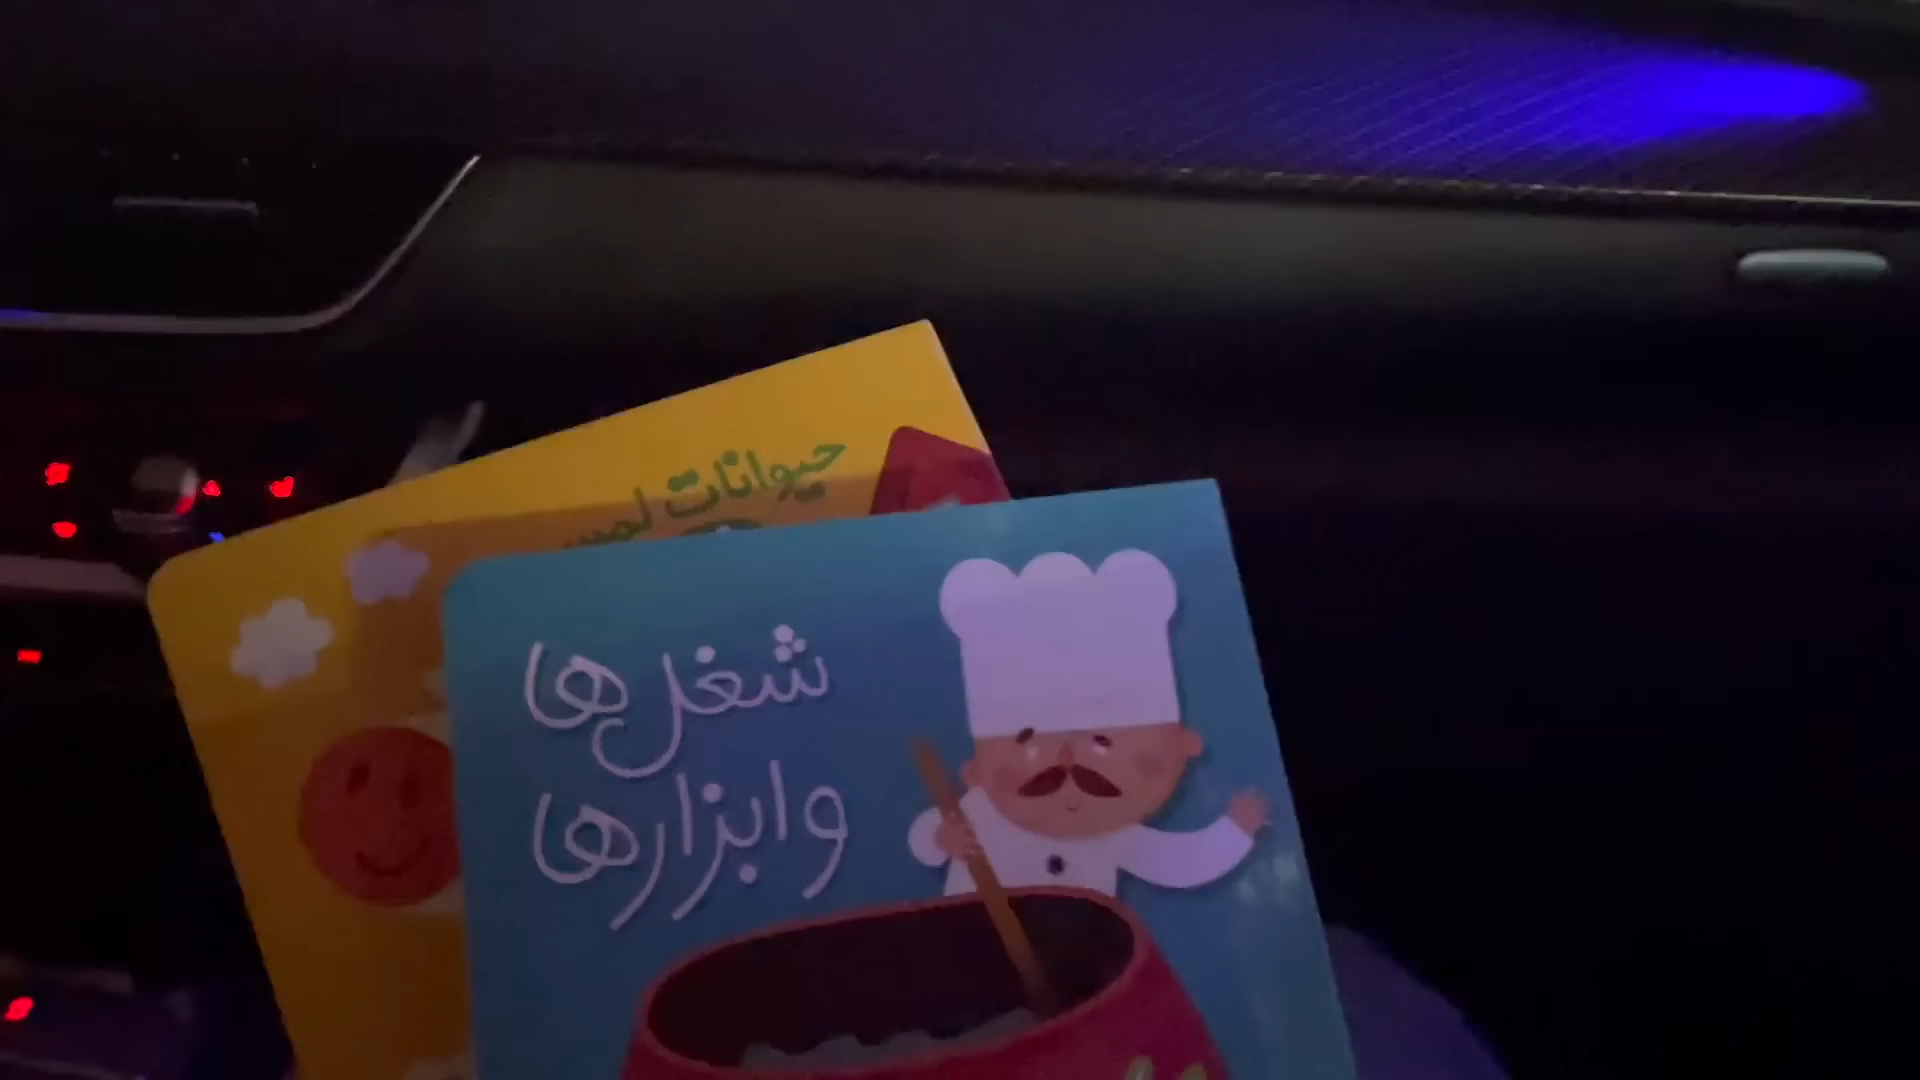 حیوانات
شغل‌ها
و ابزارها